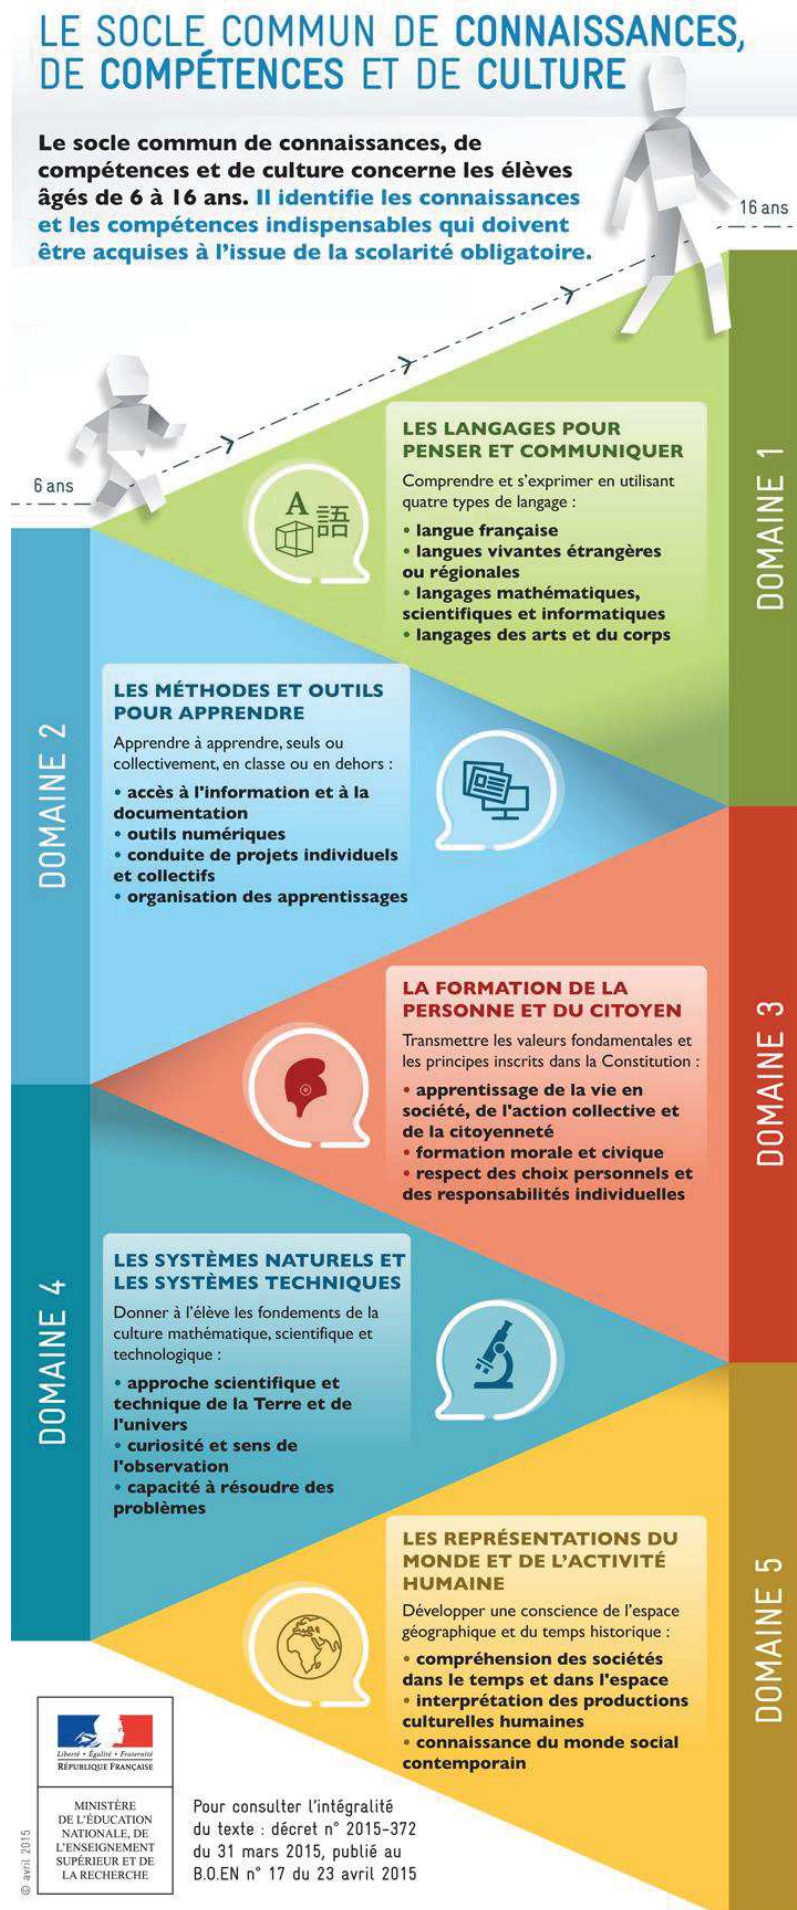 LE SOCLE COMMUN DE CONNAISSANCES,
DE COMPÉTENCES ET DE CULTURE
Le socle commun de connaissances, de
compétences et de culture concerne les élèves
âgés de 6 à 16 ans. Il identifie les connaissances
et les compétences indispensables qui doivent
être acquises à l'issue de la scolarité obligatoire.
16 ans
6 ans
DOMAINE 1
LES LANGAGES POUR
PENSER ET COMMUNIQUER
Comprendre et s'exprimer en utilisant
quatre types de langage :
• langue française
• langues vivantes étrangères
ou régionales
• langages mathématiques,
scientifiques et informatiques
• langages des arts et du corps
A 語
DOMAINE 2
LES MÉTHODES ET OUTILS
POUR APPRENDRE
Apprendre à apprendre, seuls ou
collectivement, en classe ou en dehors :
• accès à l'information et à la
documentation
• outils numériques
• conduite de projets individuels
et collectifs
• organisation des apprentissages
DOMAINE 3
LA FORMATION DE LA
PERSONNE ET DU CITOYEN
Transmettre les valeurs fondamentales et
les principes inscrits dans la Constitution :
• apprentissage de la vie en
société, de l'action collective et
de la citoyenneté
• formation morale et civique
• respect des choix personnels et
des responsabilités individuelles
DOMAINE 4
LES SYSTÈMES NATURELS ET
LES SYSTÈMES TECHNIQUES
Donner à l'élève les fondements de la
culture mathématique, scientifique et
technologique :
• approche scientifique et
technique de la Terre et de
l'univers
• curiosité et sens de
l'observation
• capacité à résoudre des
problèmes
DOMAINE 5
LES REPRÉSENTATIONS DU
MONDE ET DE L'ACTIVITÉ
HUMAINE
Développer une conscience de l'espace
géographique et du temps historique :
• compréhension des sociétés
dans le temps et dans l'espace
• interprétation des productions
culturelles humaines
• connaissance du monde social
contemporain
Liberté • Égalité • Fraternité
RÉPUBLIQUE FRANÇAISE
MINISTÈRE
DE L'ÉDUCATION
NATIONALE, DE
L'ENSEIGNEMENT
SUPÉRIEUR ET DE
LA RECHERCHE
© avril 2015
Pour consulter l'intégralité
du texte : décret n° 2015-372
du 31 mars 2015, publié au
B.O.EN n° 17 du 23 avril 2015